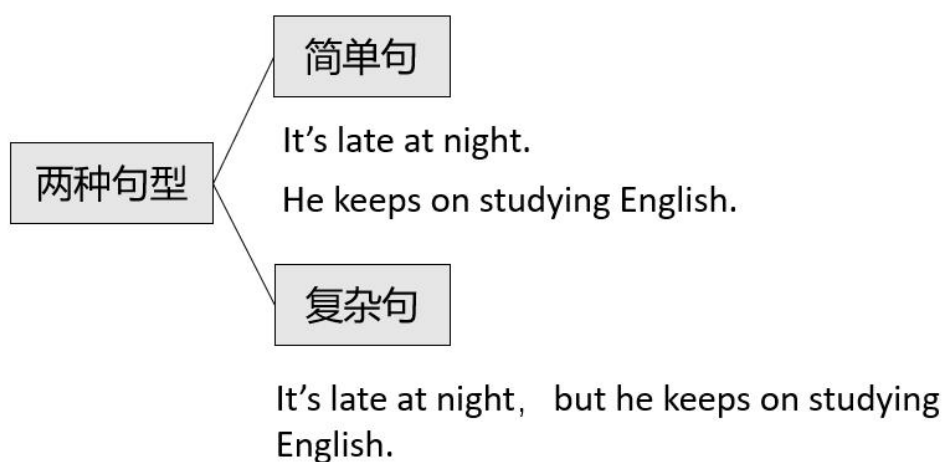 简单句
It's late at night.
两种句型
He keeps on studying English.
复杂句
It's late at night， but he keeps on studying
English.